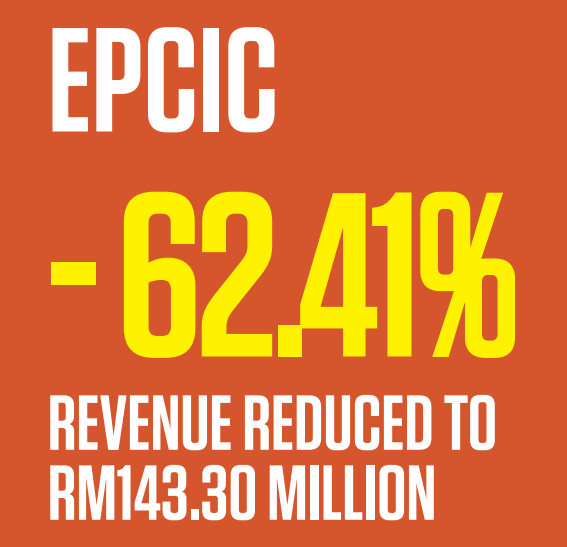 EPCIC
- 62.41%
REVENUE REDUCED TO
RM143.30 MILLION